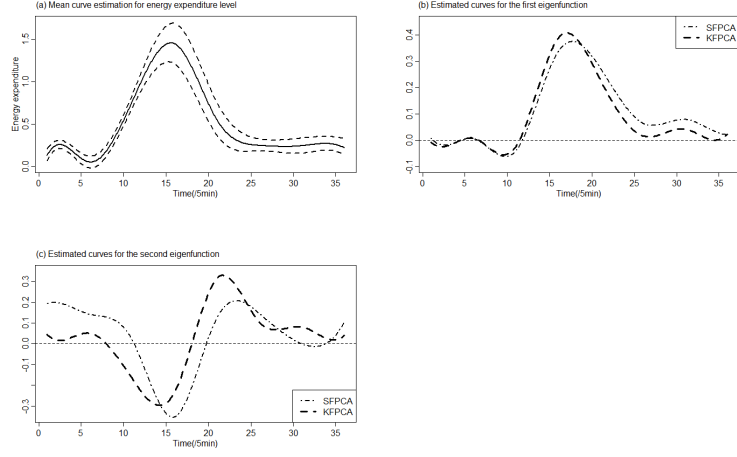 (a) Mean curve estimation for energy expenditure level
Energy expenditure
1.5
1.0
0.5
0.0
0 5 10 15 20 25 30 35
Time(/5min)
(b) Estimated curves for the first eigenfunction
SFPCA
KFPCA
0.4
0.3
0.2
0.1
0.0
-0.1
0 5 10 15 20 25 30 35
Time(/5min)
(c) Estimated curves for the second eigenfunction
0.3
0.2
0.1
0.0
-0.1
-0.3
SFPCA
KFPCA
0 5 10 15 20 25 30 35
Time(/5min)